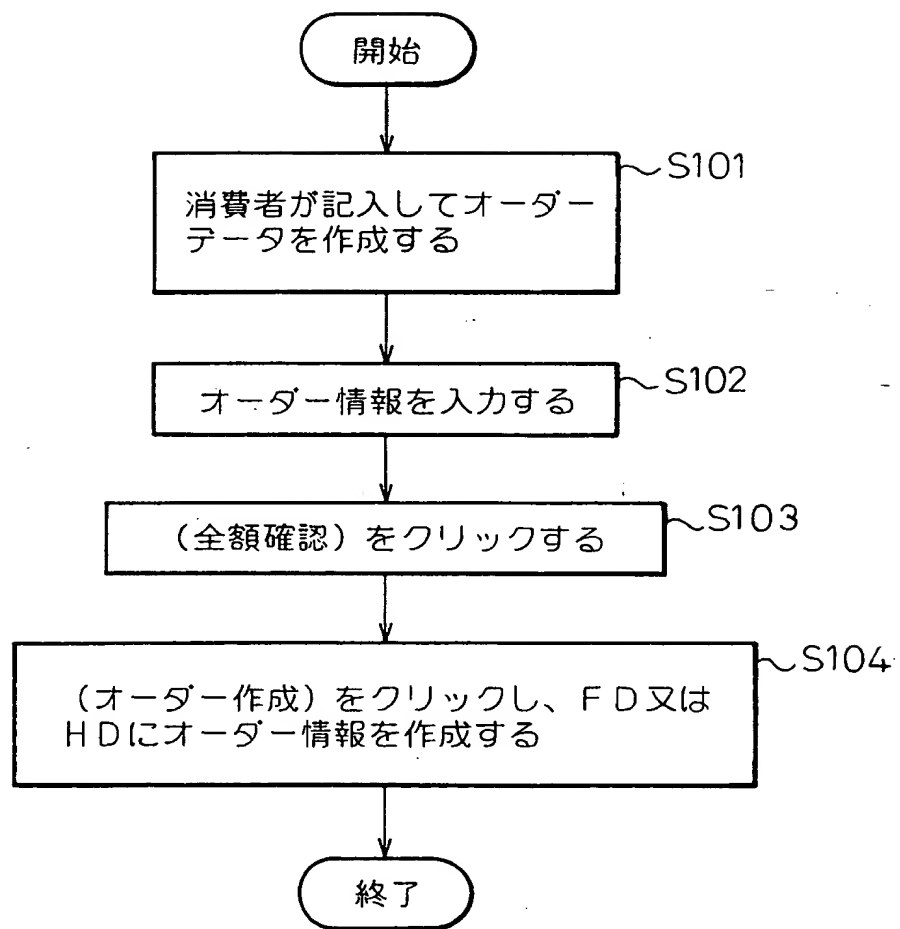 開始
S101
消費者が記入してオーダー
データを作成する
S102
オーダー情報を入力する
S103
（全額確認）をクリックする
S104
（オーダー作成）をクリックし、ＦＤ又は
ＨＤにオーダー情報を作成する
終了